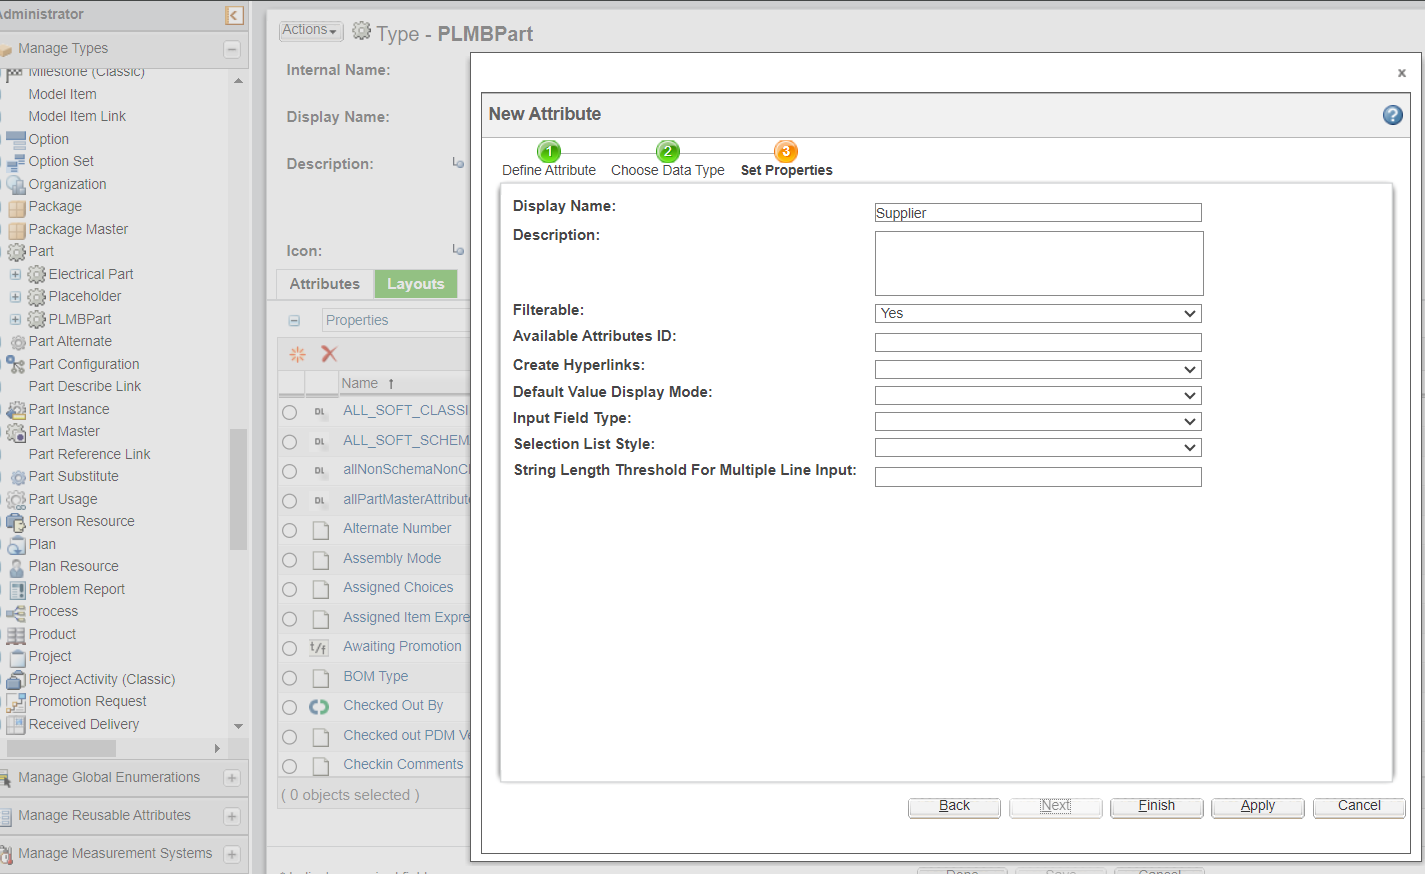 Administrator
Manage Types
Milestone (Classic)
Model Item
Model Item Link
Option
Option Set
Organization
Package
Package Master
Part
Electrical Part
Placeholder
PLMBPart
Part Alternate
Part Configuration
Part Describe Link
Part Instance
Part Master
Part Reference Link
Part Substitute
Part Usage
Person Resource
Plan
Plan Resource
Problem Report
Process
Product
Project
Project Activity (Classic)
Promotion Request
Received Delivery
Manage Global Enumerations
Manage Reusable Attributes
Manage Measurement Systems
Actions
Type - PLMBPart
Internal Name:
Display Name:
Description:
Icon:
Attributes
Layouts
Properties
Name ↑
DL ALL_SOFT_CLASSI
DL ALL_SOFT_SCHEM
DL allNonSchemaNonCl
DL allPartMasterAttribute
Alternate Number
Assembly Mode
Assigned Choices
Assigned Item Expre
t/f Awaiting Promotion
BOM Type
Checked Out By
Checked out PDM Ve
Checkin Comments
( 0 objects selected )
x
New Attribute
?
1 2 3
Define Attribute Choose Data Type Set Properties
Display Name: Supplier
Description:
Filterable: Yes
Available Attributes ID:
Create Hyperlinks:
Default Value Display Mode:
Input Field Type:
Selection List Style:
String Length Threshold For Multiple Line Input:
Back Next Finish Apply Cancel